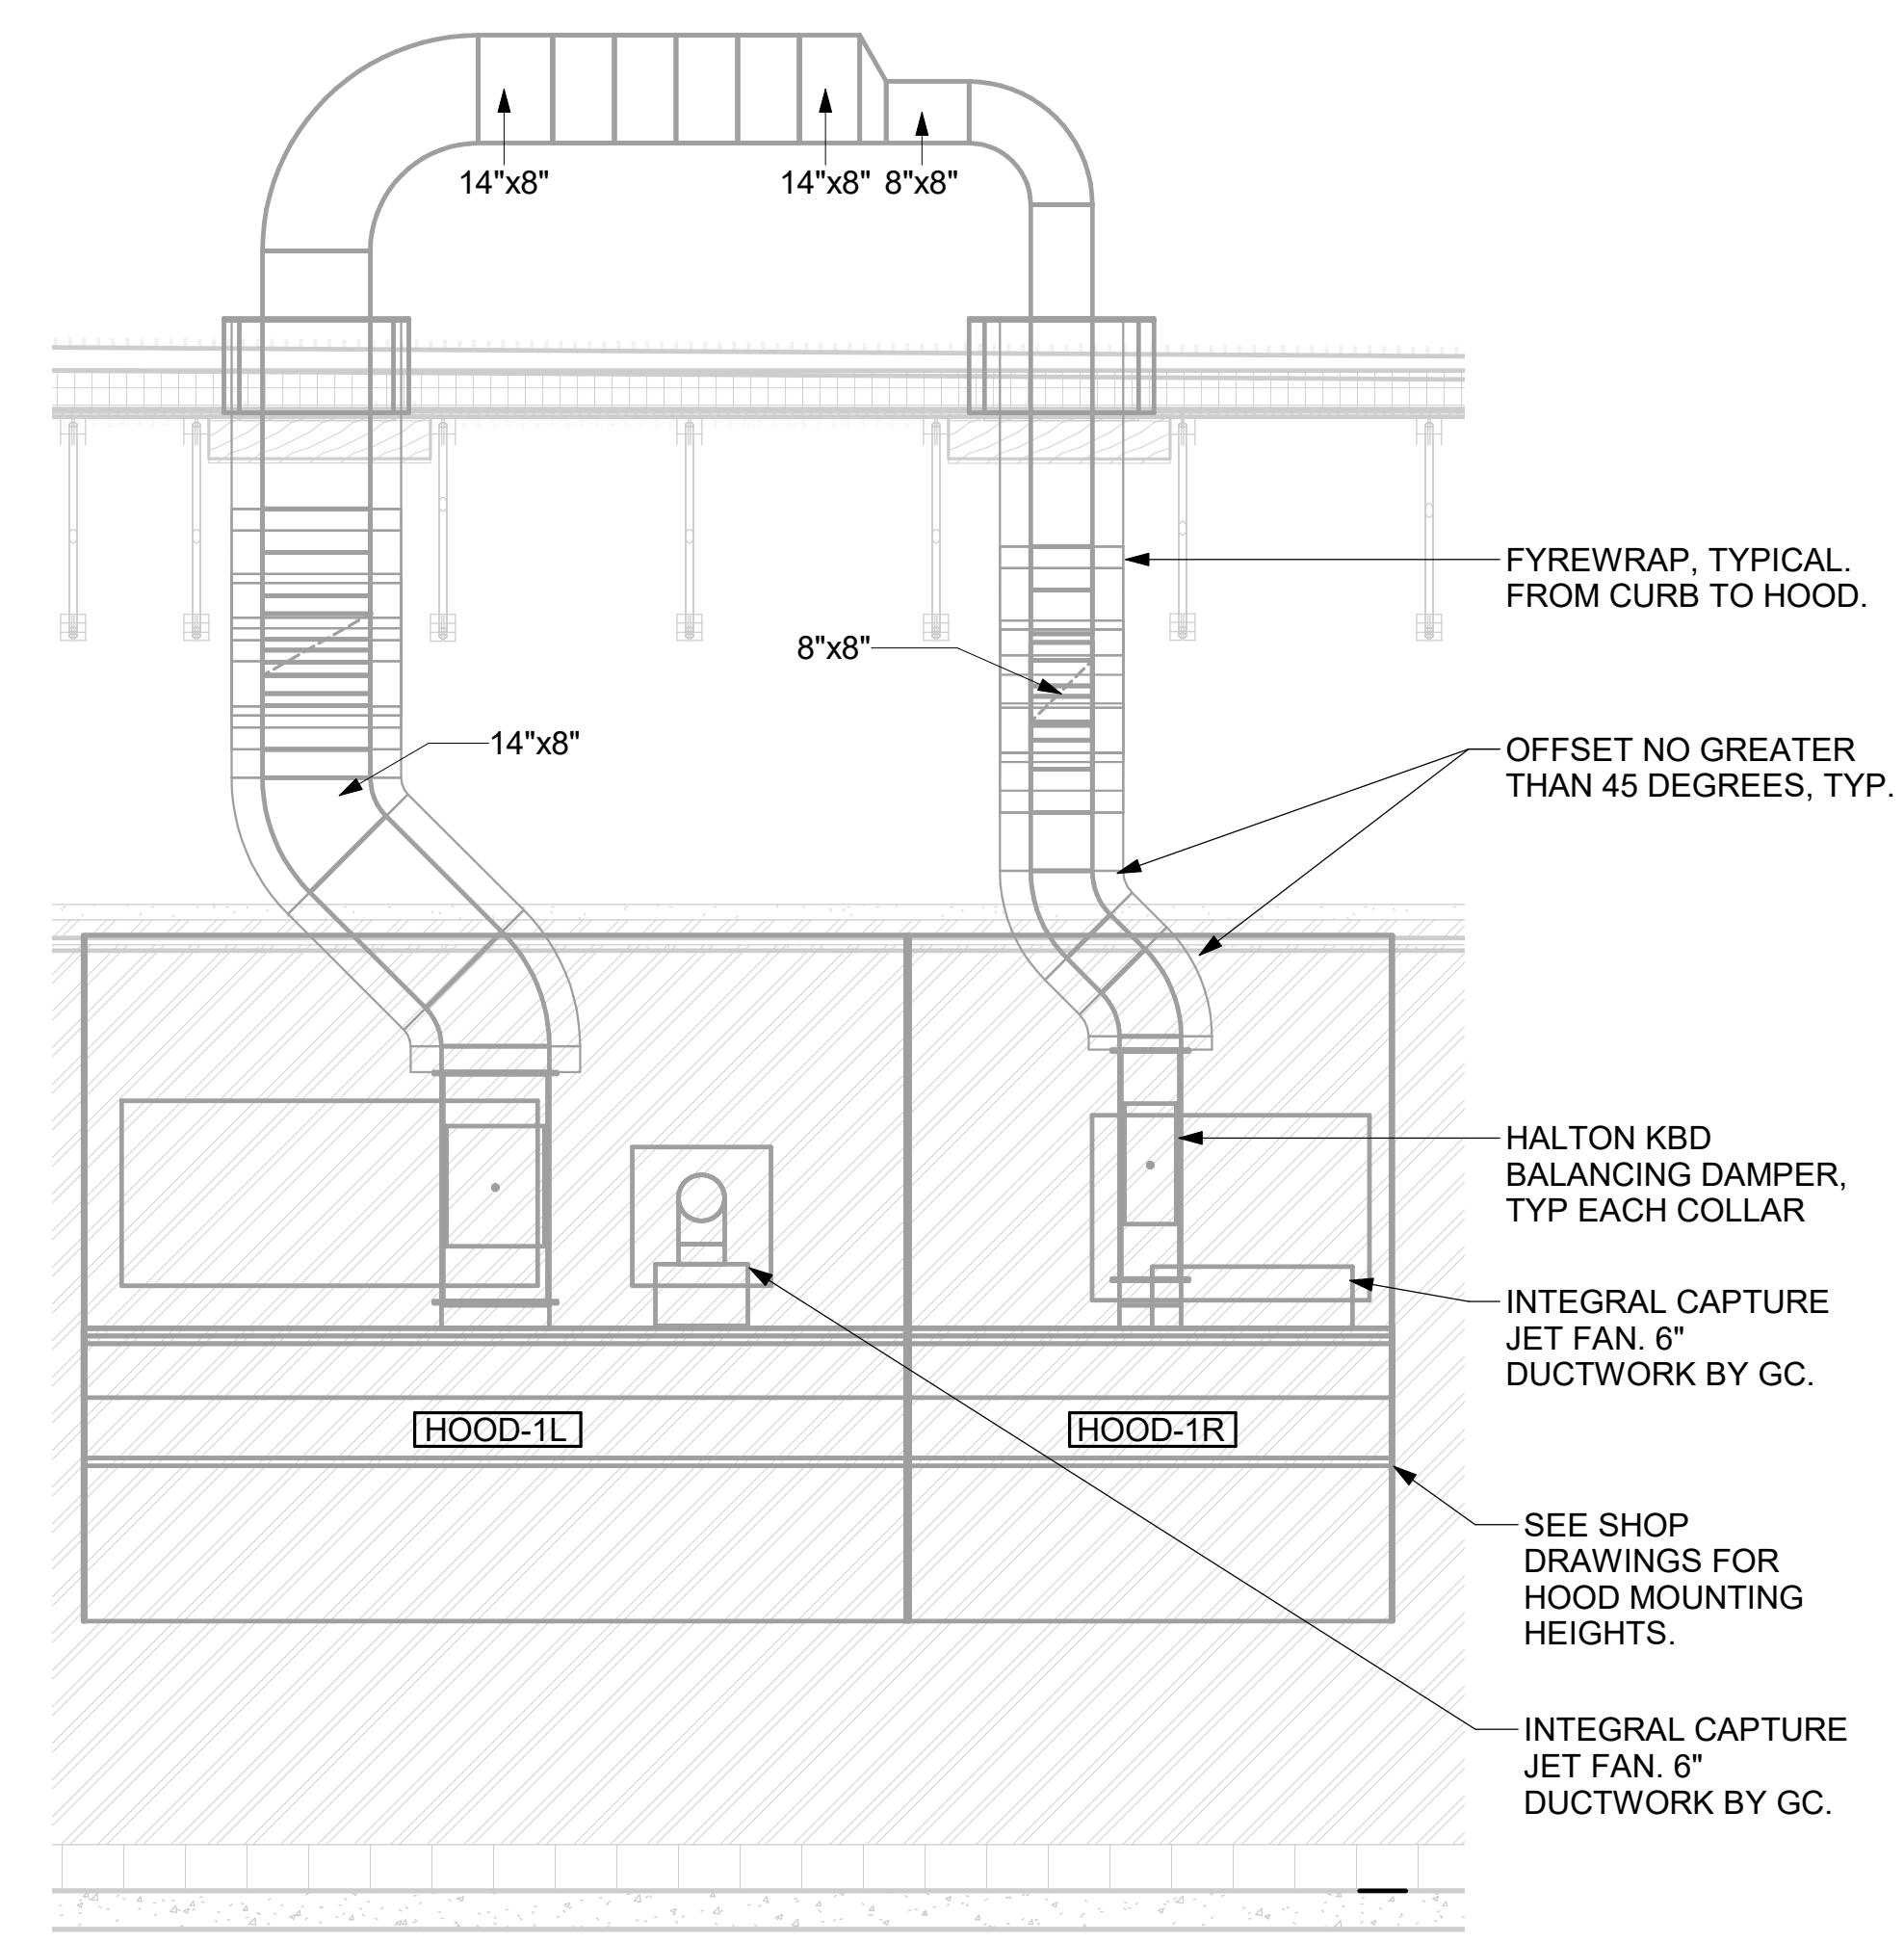 14"x8"
14"x8"
8"x8"
FYREWRAP, TYPICAL.
FROM CURB TO HOOD.
8"x8"
14"x8"
OFFSET NO GREATER
THAN 45 DEGREES, TYP.
HALTON KBD
BALANCING DAMPER,
TYP EACH COLLAR
INTEGRAL CAPTURE
JET FAN. 6"
DUCTWORK BY GC.
HOOD-1L
HOOD-1R
SEE SHOP
DRAWINGS FOR
HOOD MOUNTING
HEIGHTS.
INTEGRAL CAPTURE
JET FAN. 6"
DUCTWORK BY GC.